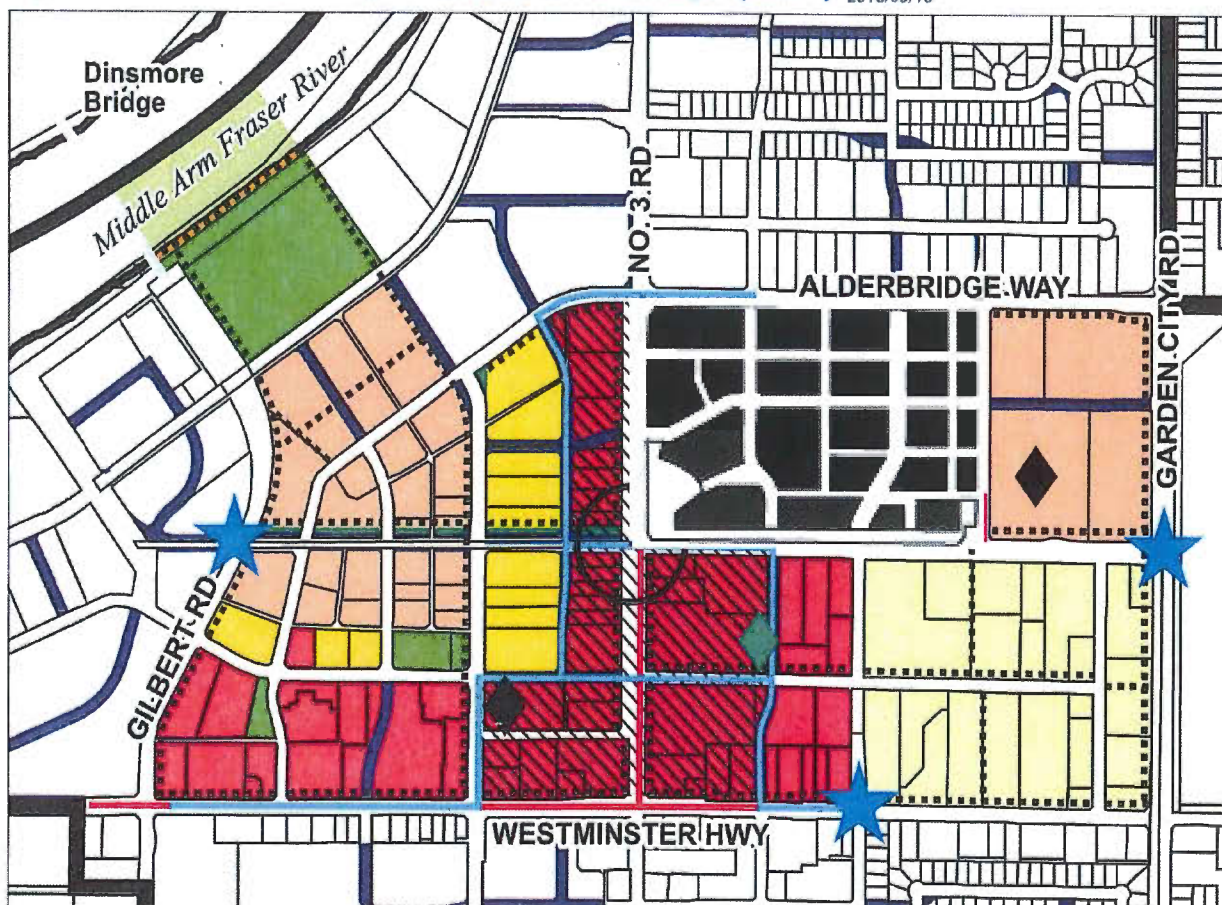 Dinsmore
Bridge
Middle Arm Fraser River
NO. 3 RD
ALDERBRIDGE WAY
GARDEN CITY RD
GILBERT RD
WESTMINSTER HWY